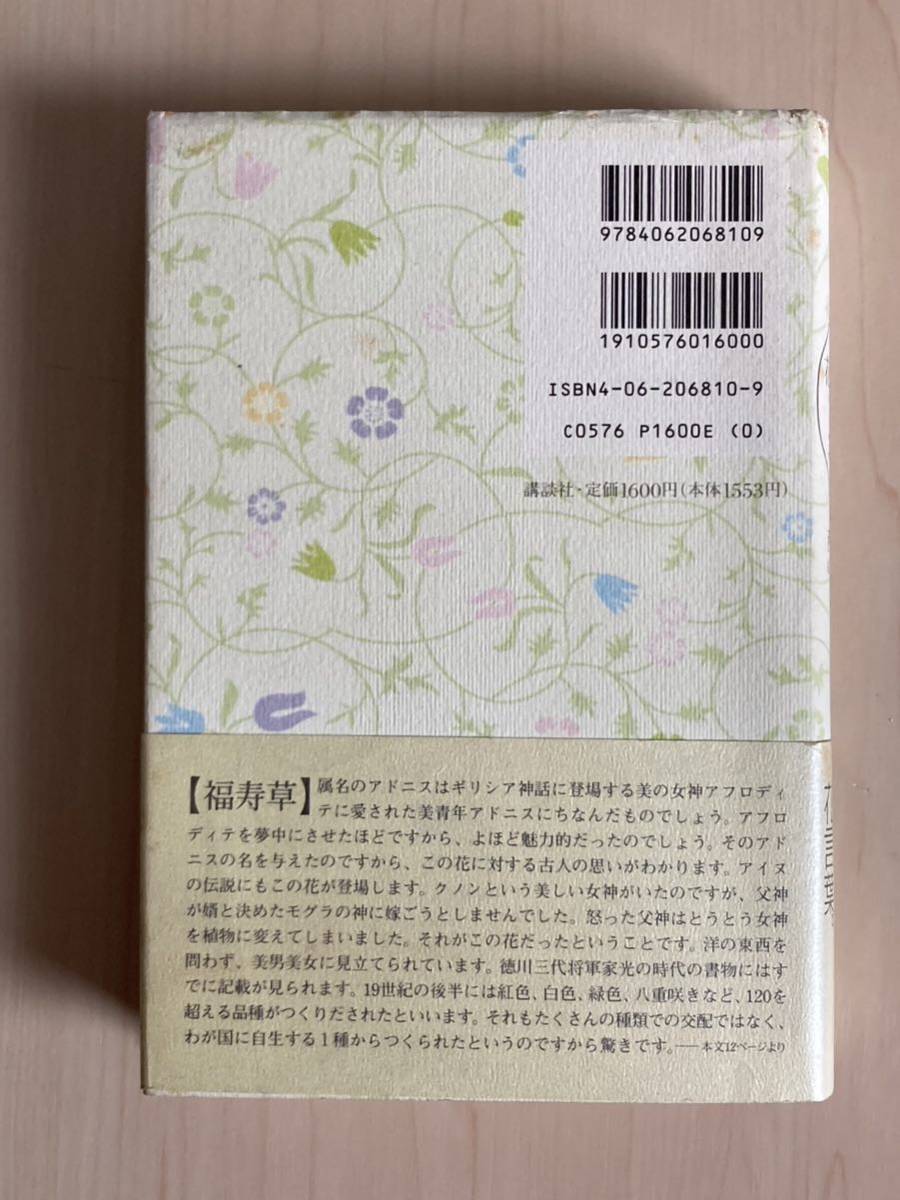 9784062068109
1910576016000
ISBN4-06-206810-9
C0576 P1600E (0)
講談社・定価1600円(本体1553円)
【福寿草】属名のアドニスはギリシア神話に登場する美の女神アフロディ
テに愛された美青年アドニスにちなんだものでしょう。アフロ
ディテを夢中にさせたほどですから、よほど魅力的だったのでしょう。そのアド
ニスの名を与えたのですから、この花に対する古人の思いがわかります。アイヌ
の伝説にもこの花が登場します。クノンという美しい女神がいたのですが、父神
が婿と決めたモグラの神に嫁ごうとしませんでした。怒った父神はとうとう女神
を植物に変えてしまいました。それがこの花だったということです。洋の東西を
問わず、美男美女に見立てられています。徳川三代将軍家光の時代の書物にはす
でに記載が見られます。19世紀の後半には紅色、白色、緑色、八重咲きなど、120を
超える品種がつくりだされたといいます。それもたくさんの種類での交配ではなく、
わが国に自生する1種からつくられたというのですから驚きです。──本文12ページより
花言葉